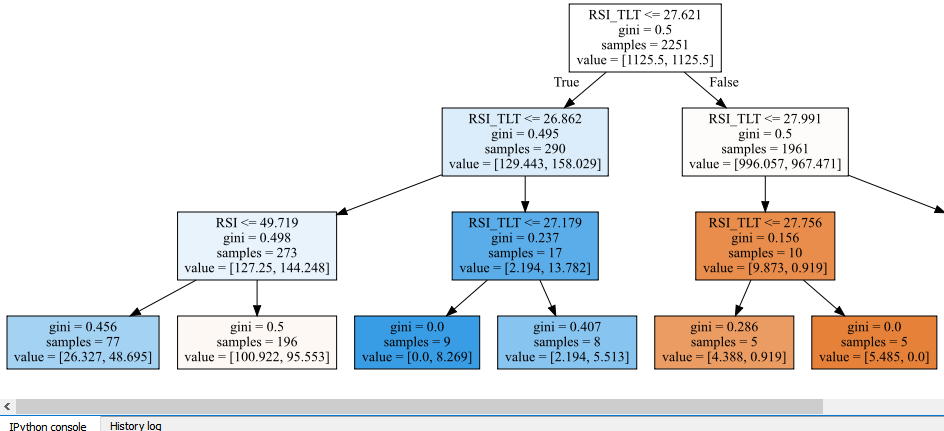 RSI_TLT <= 27.621
gini = 0.5
samples = 2251
value = [1125.5, 1125.5]
True
False
RSI_TLT <= 26.862
gini = 0.495
samples = 290
value = [129.443, 158.029]
RSI_TLT <= 27.991
gini = 0.5
samples = 1961
value = [996.057, 967.471]
RSI <= 49.719
gini = 0.498
samples = 273
value = [127.25, 144.248]
RSI_TLT <= 27.179
gini = 0.237
samples = 17
value = [2.194, 13.782]
RSI_TLT <= 27.756
gini = 0.156
samples = 10
value = [9.873, 0.919]
gini = 0.456
samples = 77
value = [26.327, 48.695]
gini = 0.5
samples = 196
value = [100.922, 95.553]
gini = 0.0
samples = 9
value = [0.0, 8.269]
gini = 0.407
samples = 8
value = [2.194, 5.513]
gini = 0.286
samples = 5
value = [4.388, 0.919]
gini = 0.0
samples = 5
value = [5.485, 0.0]
IPython console
History log